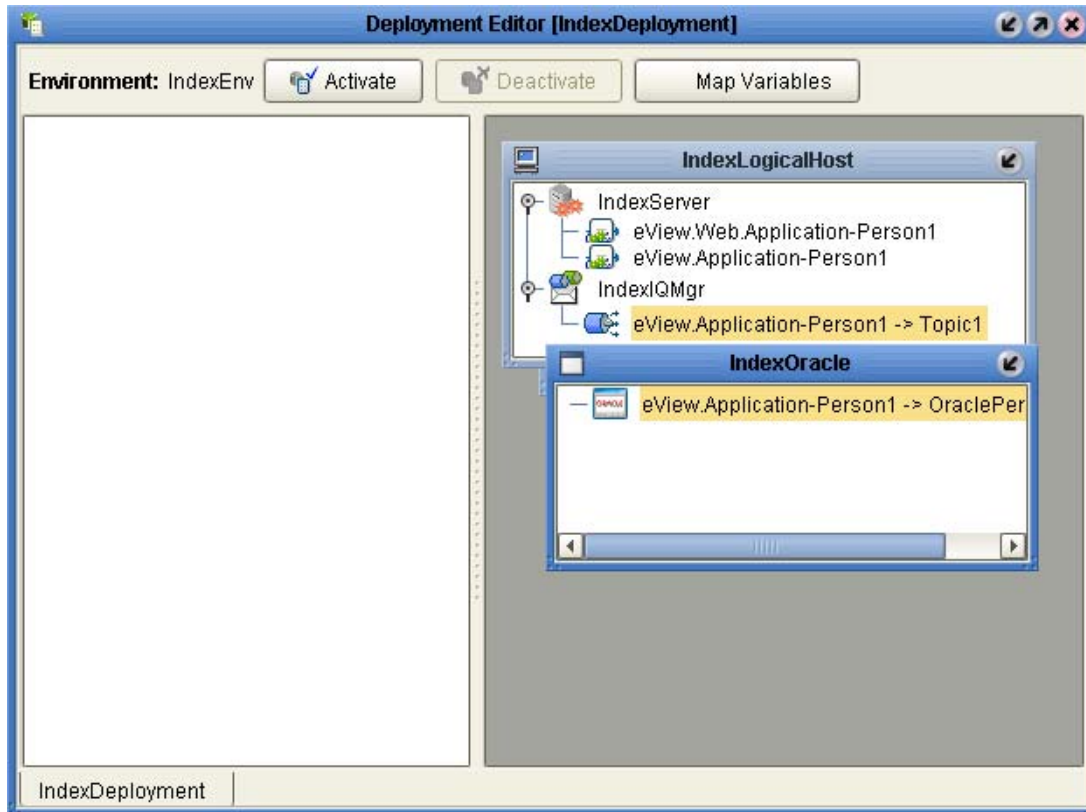 Deployment Editor [IndexDeployment]
Environment: IndexEnv Activate Deactivate Map Variables
IndexLogicalHost
IndexServer
eView.Web.Application-Person1
eView.Application-Person1
IndexIQMgr
eView.Application-Person1 -> Topic1
IndexOracle
eView.Application-Person1 -> OraclePer
IndexDeployment